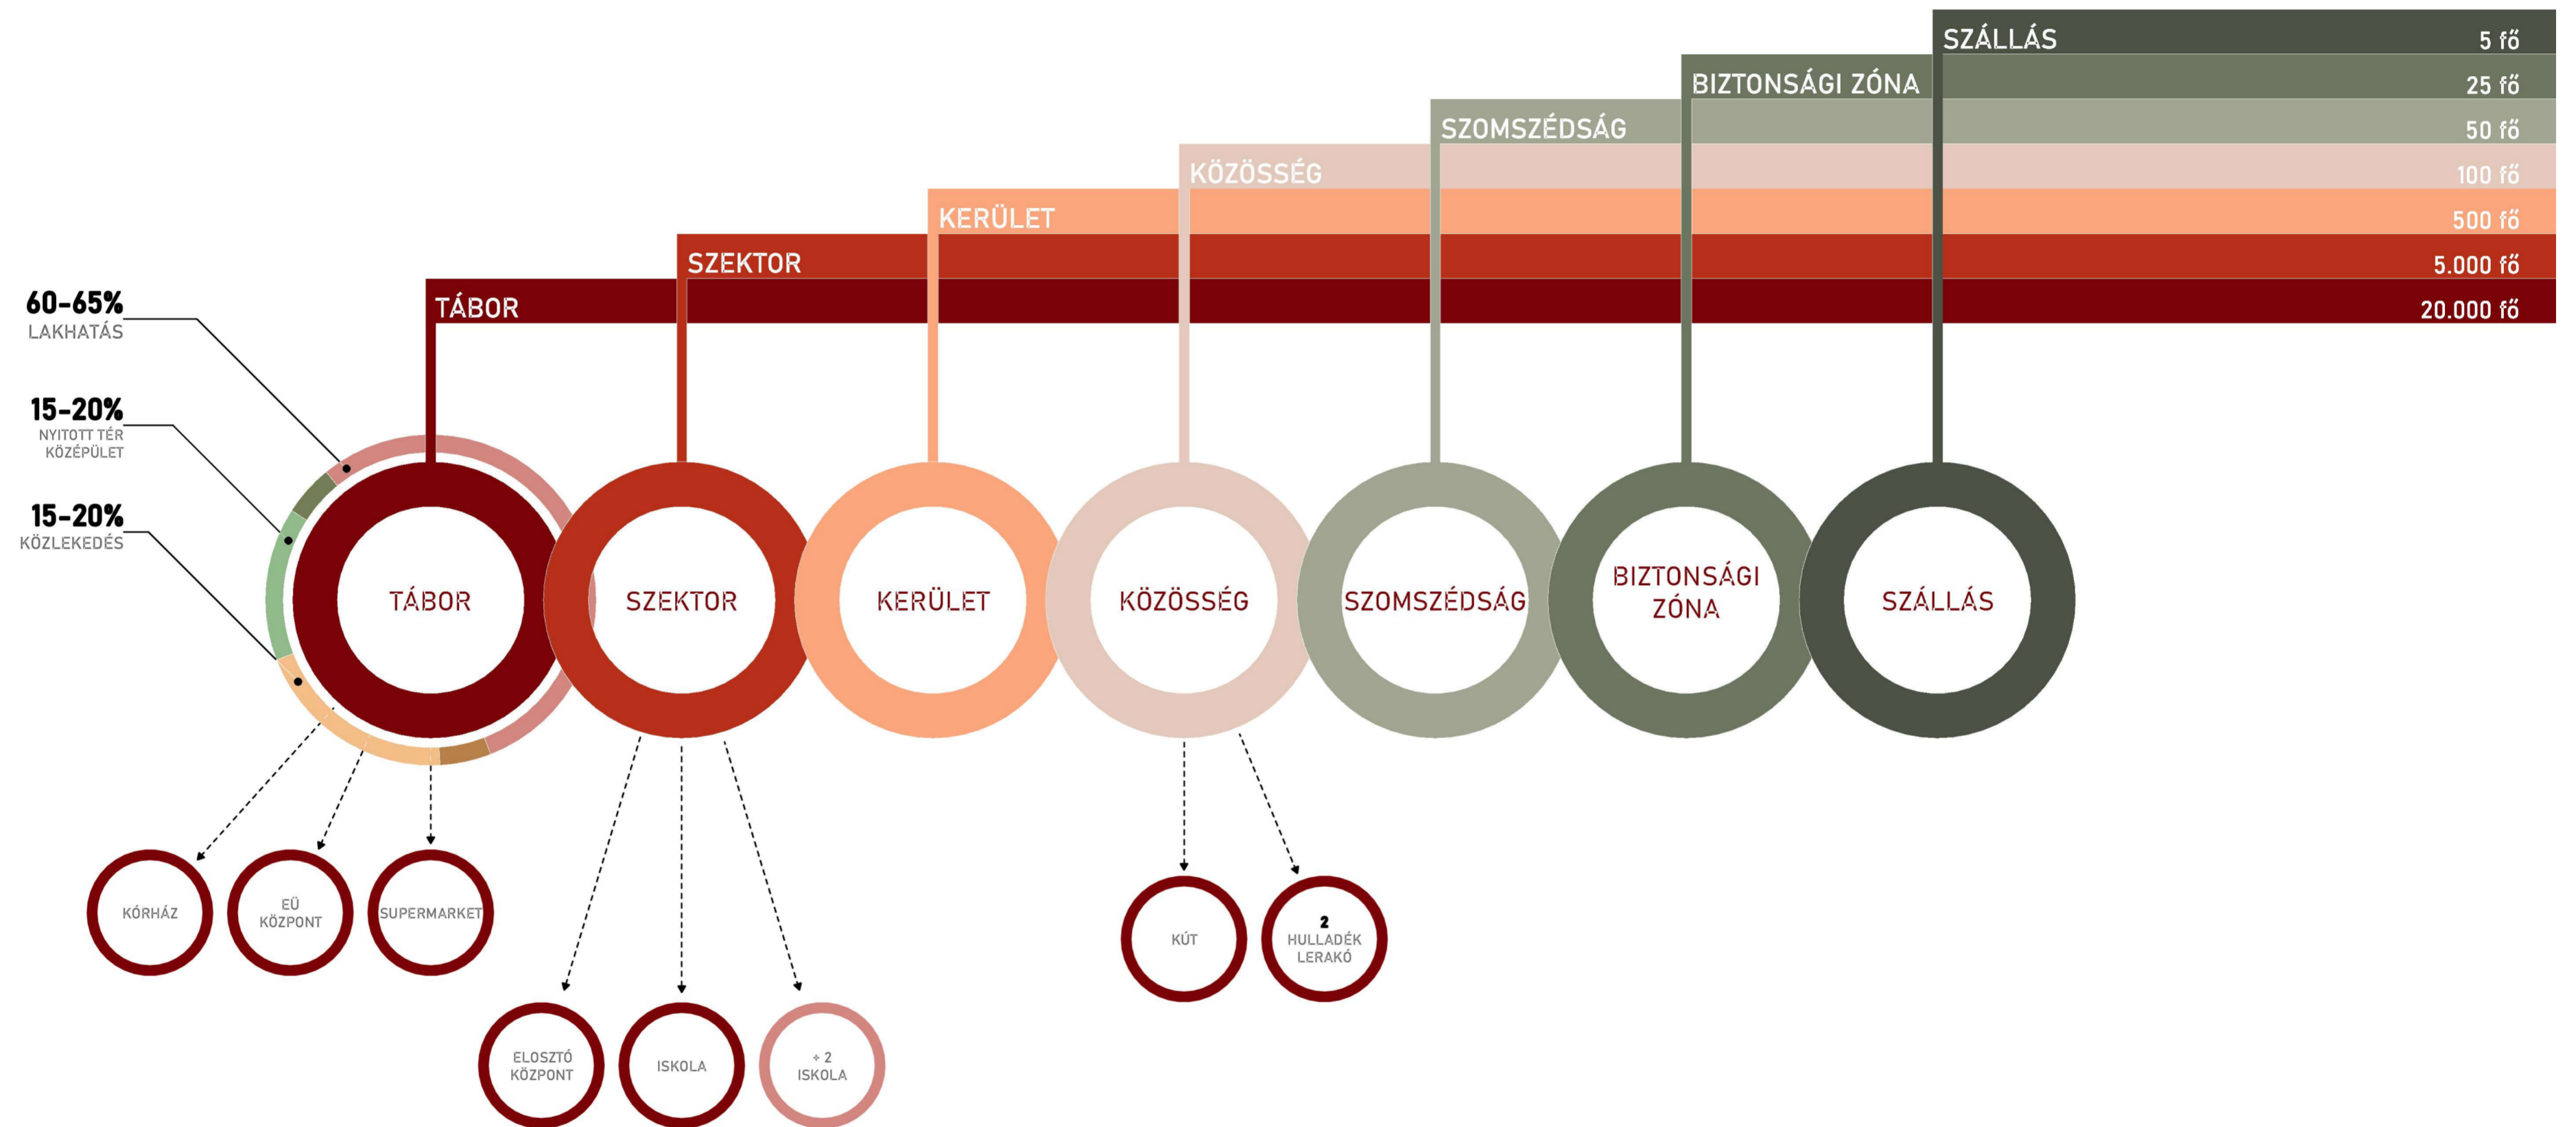 SZÁLLÁS 5 fő
BIZTONSÁGI ZÓNA 25 fő
SZOMSZÉDSÁG 50 fő
KÖZÖSSÉG 100 fő
KERÜLET 500 fő
SZEKTOR 5.000 fő
TÁBOR 20.000 fő
60-65%
LAKHATÁS
15-20%
NYITOTT TÉR
KÖZÉPÜLET
15-20%
KÖZLEKEDÉS
TÁBOR
SZEKTOR
KERÜLET
KÖZÖSSÉG
SZOMSZÉDSÁG
BIZTONSÁGI
ZÓNA
SZÁLLÁS
KÓRHÁZ
EÜ
KÖZPONT
SUPERMARKET
KÚT
2
HULLADÉK
LERAKÓ
ELOSZTÓ
KÖZPONT
ISKOLA
+ 2
ISKOLA